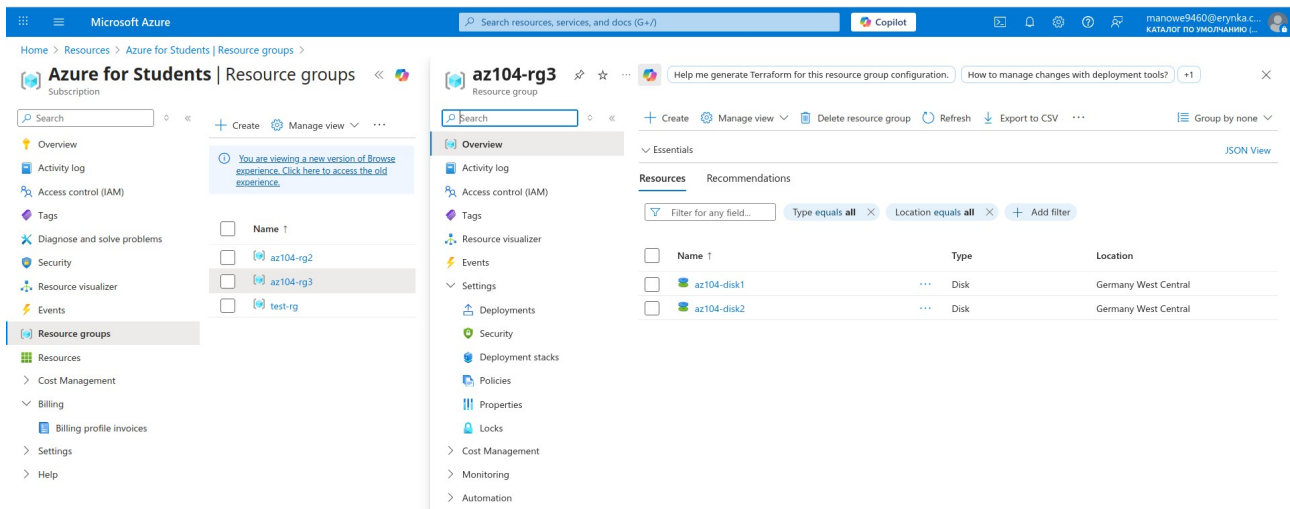 Microsoft Azure
Search resources, services, and docs (G+/)
Copilot
manowe9460@erynka.c...
КАТАЛОГ ПО УМОЛЧАНИЮ (...
Home > Resources > Azure for Students | Resource groups >
Azure for Students | Resource groups
Subscription
Search
Overview
Activity log
Access control (IAM)
Tags
Diagnose and solve problems
Security
Resource visualizer
Events
Resource groups
Resources
Cost Management
Billing
Billing profile invoices
Settings
Help
Create
Manage view
You are viewing a new version of Browse
experience. Click here to access the old
experience.
Name ↑
az104-rg2
az104-rg3
test-rg
az104-rg3
Resource group
Search
Overview
Activity log
Access control (IAM)
Tags
Resource visualizer
Events
Settings
Deployments
Security
Deployment stacks
Policies
Properties
Locks
Cost Management
Monitoring
Automation
Help me generate Terraform for this resource group configuration.
How to manage changes with deployment tools?
+1
Create
Manage view
Delete resource group
Refresh
Export to CSV
Group by none
Essentials
JSON View
Resources
Recommendations
Filter for any field...
Type equals all
Location equals all
Add filter
Name ↑ Type Location
az104-disk1 ... Disk Germany West Central
az104-disk2 ... Disk Germany West Central